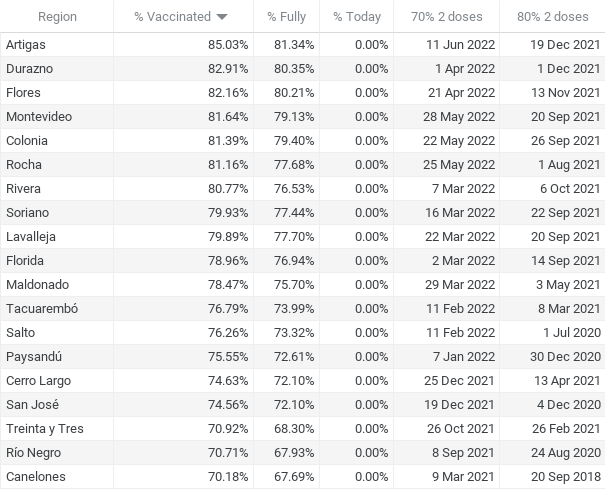 Region % Vaccinated % Fully % Today 70% 2 doses 80% 2 doses
Artigas 85.03% 81.34% 0.00% 11 Jun 2022 19 Dec 2021
Durazno 82.91% 80.35% 0.00% 1 Apr 2022 1 Dec 2021
Flores 82.16% 80.21% 0.00% 21 Apr 2022 13 Nov 2021
Montevideo 81.64% 79.13% 0.00% 28 May 2022 20 Sep 2021
Colonia 81.39% 79.40% 0.00% 22 May 2022 26 Sep 2021
Rocha 81.16% 77.68% 0.00% 25 May 2022 1 Aug 2021
Rivera 80.77% 76.53% 0.00% 7 Mar 2022 6 Oct 2021
Soriano 79.93% 77.44% 0.00% 16 Mar 2022 22 Sep 2021
Lavalleja 79.89% 77.70% 0.00% 22 Mar 2022 20 Sep 2021
Florida 78.96% 76.94% 0.00% 2 Mar 2022 14 Sep 2021
Maldonado 78.47% 75.70% 0.00% 29 Mar 2022 3 May 2021
Tacuarembó 76.79% 73.99% 0.00% 11 Feb 2022 8 Mar 2021
Salto 76.26% 73.32% 0.00% 11 Feb 2022 1 Jul 2020
Paysandú 75.55% 72.61% 0.00% 7 Jan 2022 30 Dec 2020
Cerro Largo 74.63% 72.10% 0.00% 25 Dec 2021 13 Apr 2021
San José 74.56% 72.10% 0.00% 19 Dec 2021 4 Dec 2020
Treinta y Tres 70.92% 68.30% 0.00% 26 Oct 2021 26 Feb 2021
Río Negro 70.71% 67.93% 0.00% 8 Sep 2021 24 Aug 2020
Canelones 70.18% 67.69% 0.00% 9 Mar 2021 20 Sep 2018